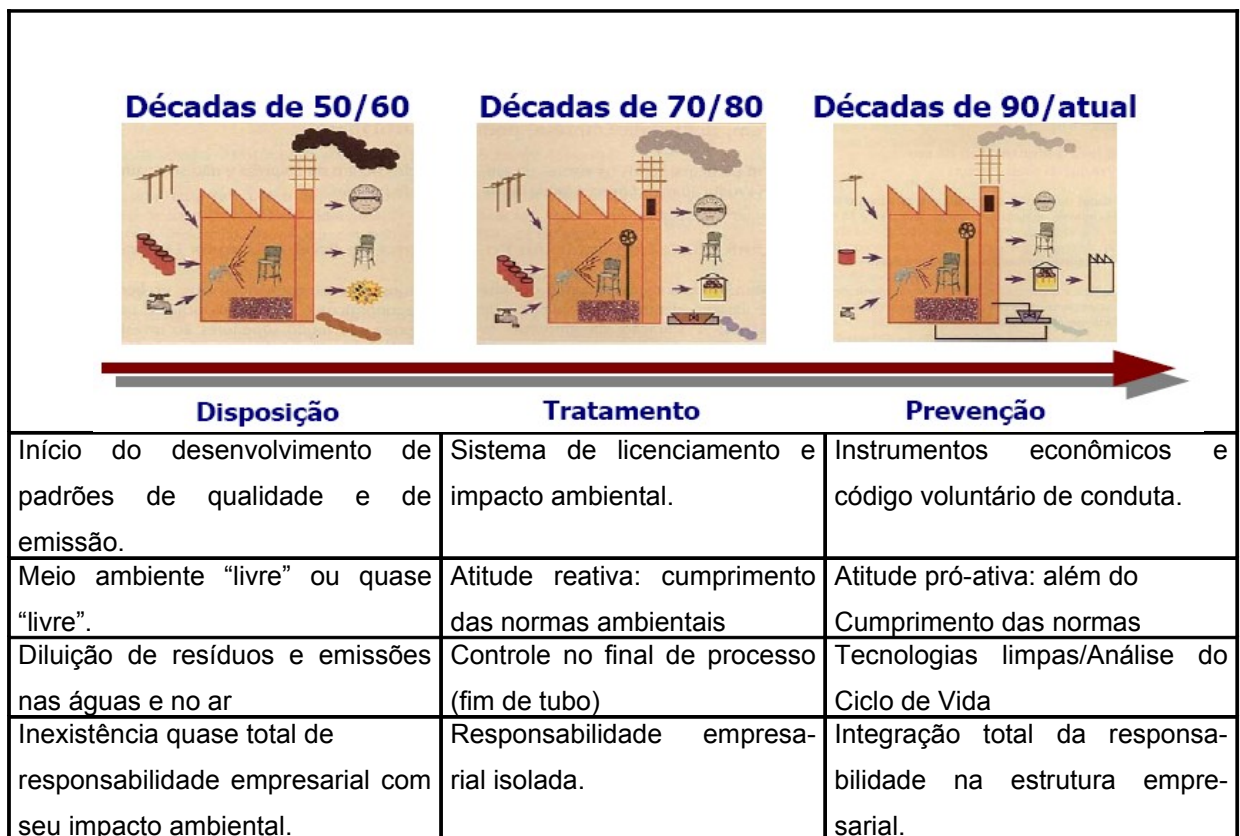 Décadas de 50/60
Décadas de 70/80
Décadas de 90/atual
Disposição
Tratamento
Prevenção
Início do desenvolvimento de
padrões de qualidade e de
emissão.
Sistema de licenciamento e
impacto ambiental.
Instrumentos econômicos e
código voluntário de conduta.
Meio ambiente “livre” ou quase
“livre”.
Atitude reativa: cumprimento
das normas ambientais
Atitude pró-ativa: além do
Cumprimento das normas
Diluição de resíduos e emissões
nas águas e no ar
Controle no final de processo
(fim de tubo)
Tecnologias limpas/Análise do
Ciclo de Vida
Inexistência quase total de
responsabilidade empresarial com
seu impacto ambiental.
Responsabilidade empresa-
rial isolada.
Integração total da responsa-
bilidade na estrutura empre-
sarial.